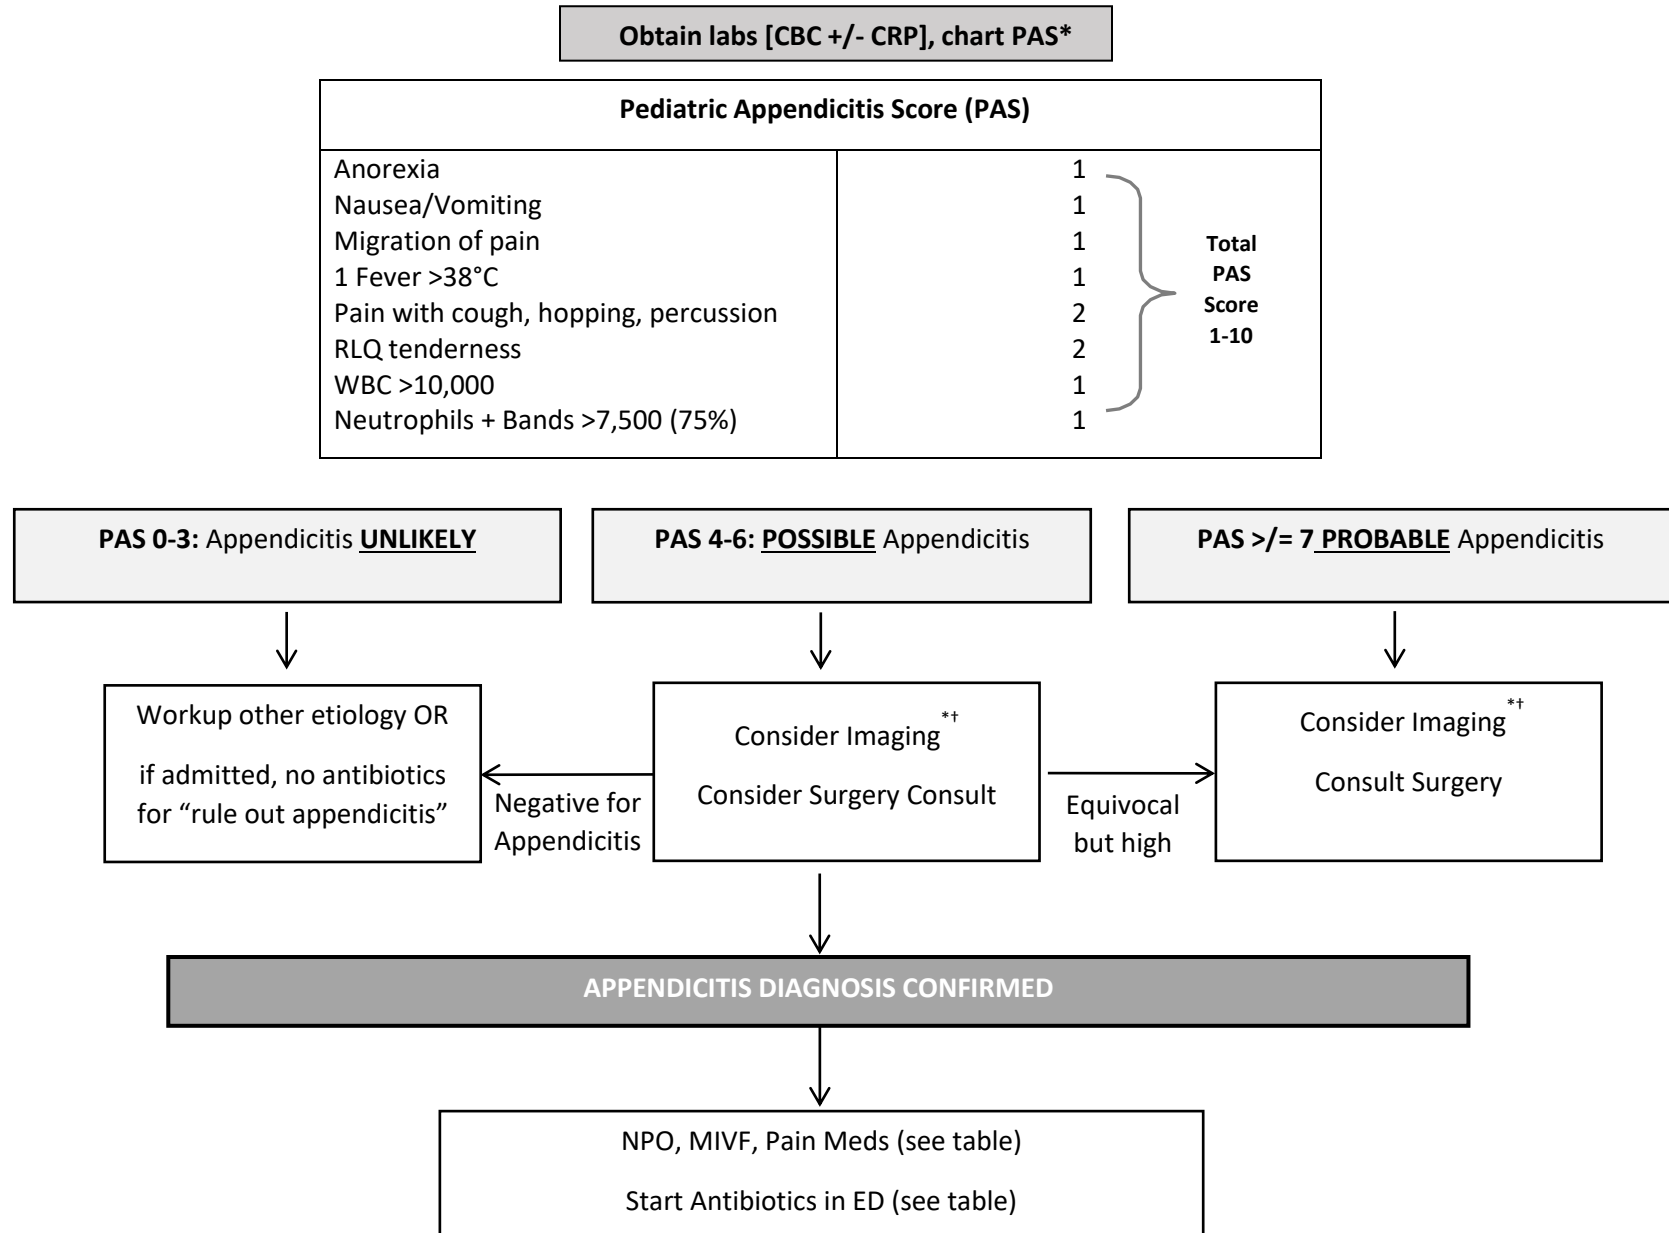 Obtain labs [CBC +/- CRP], chart PAS*
Pediatric Appendicitis Score (PAS)
Anorexia 1
Nausea/Vomiting 1
Migration of pain 1
1 Fever >38°C 1
Pain with cough, hopping, percussion 2
RLQ tenderness 2
WBC >10,000 1
Neutrophils + Bands >7,500 (75%) 1
Total
PAS
Score
1-10
PAS 0-3: Appendicitis UNLIKELY
PAS 4-6: POSSIBLE Appendicitis
PAS >/= 7 PROBABLE Appendicitis
Workup other etiology OR
if admitted, no antibiotics
for “rule out appendicitis”
Negative for
Appendicitis
Consider Imaging*†
Consider Surgery Consult
Equivocal
but high
Consider Imaging*†
Consult Surgery
APPENDICITIS DIAGNOSIS CONFIRMED
NPO, MIVF, Pain Meds (see table)
Start Antibiotics in ED (see table)